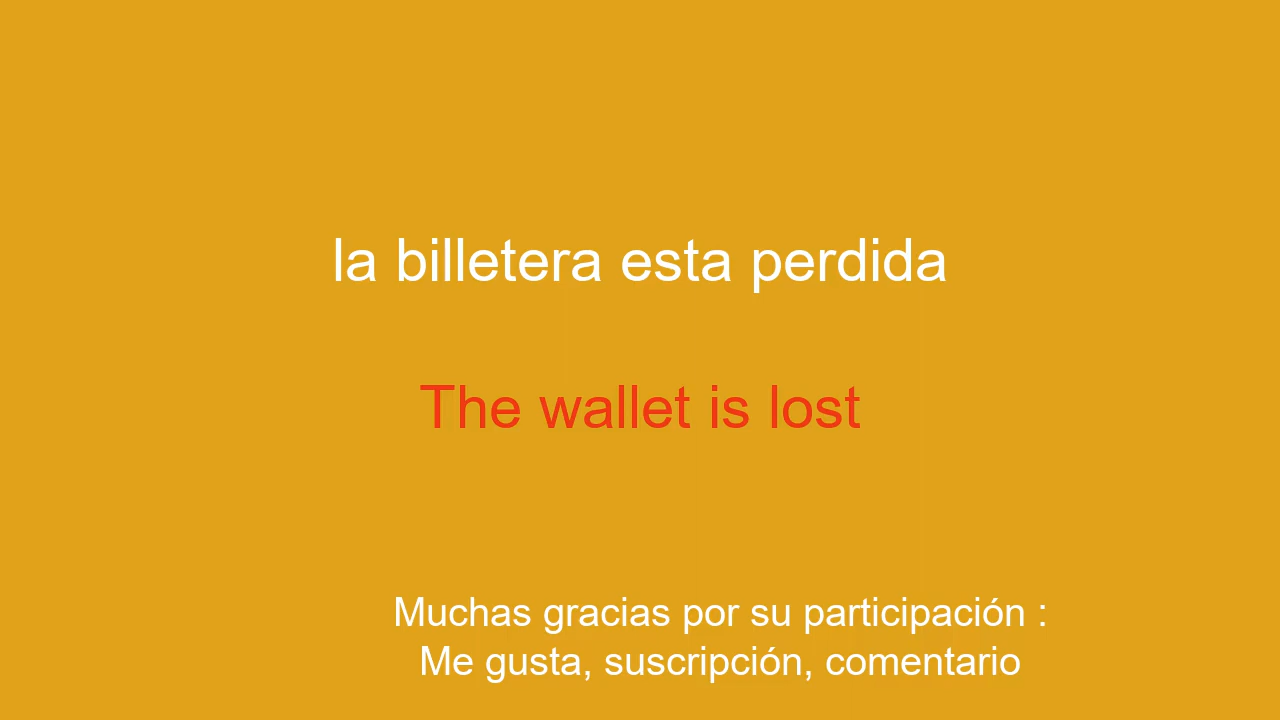 la billetera esta perdida
The wallet is lost
Muchas gracias por su participación :
Me gusta, suscripción, comentario